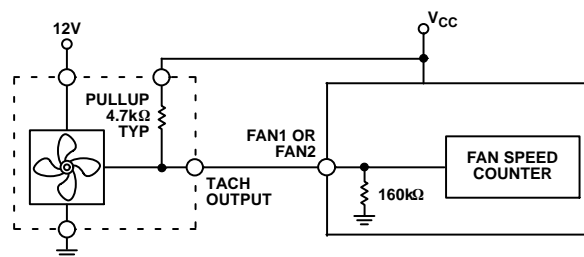 12V
VCC
PULLUP
4.7kΩ
TYP
FAN1 OR
FAN2
FAN SPEED
COUNTER
TACH
OUTPUT
160kΩ